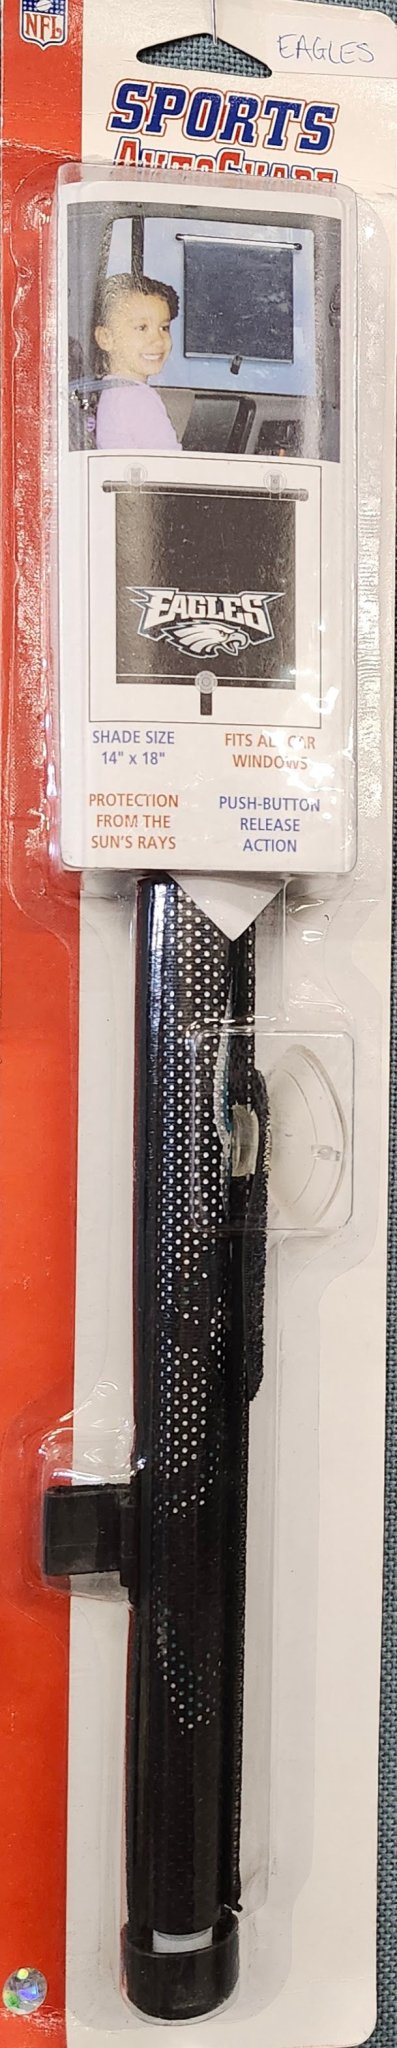 NFL
EAGLES
SPORTS
AUTOSHADE
EAGLES
SHADE SIZE
14" x 18"
FITS ALL CAR
WINDOWS
PROTECTION
FROM THE
SUN'S RAYS
PUSH-BUTTON
RELEASE
ACTION